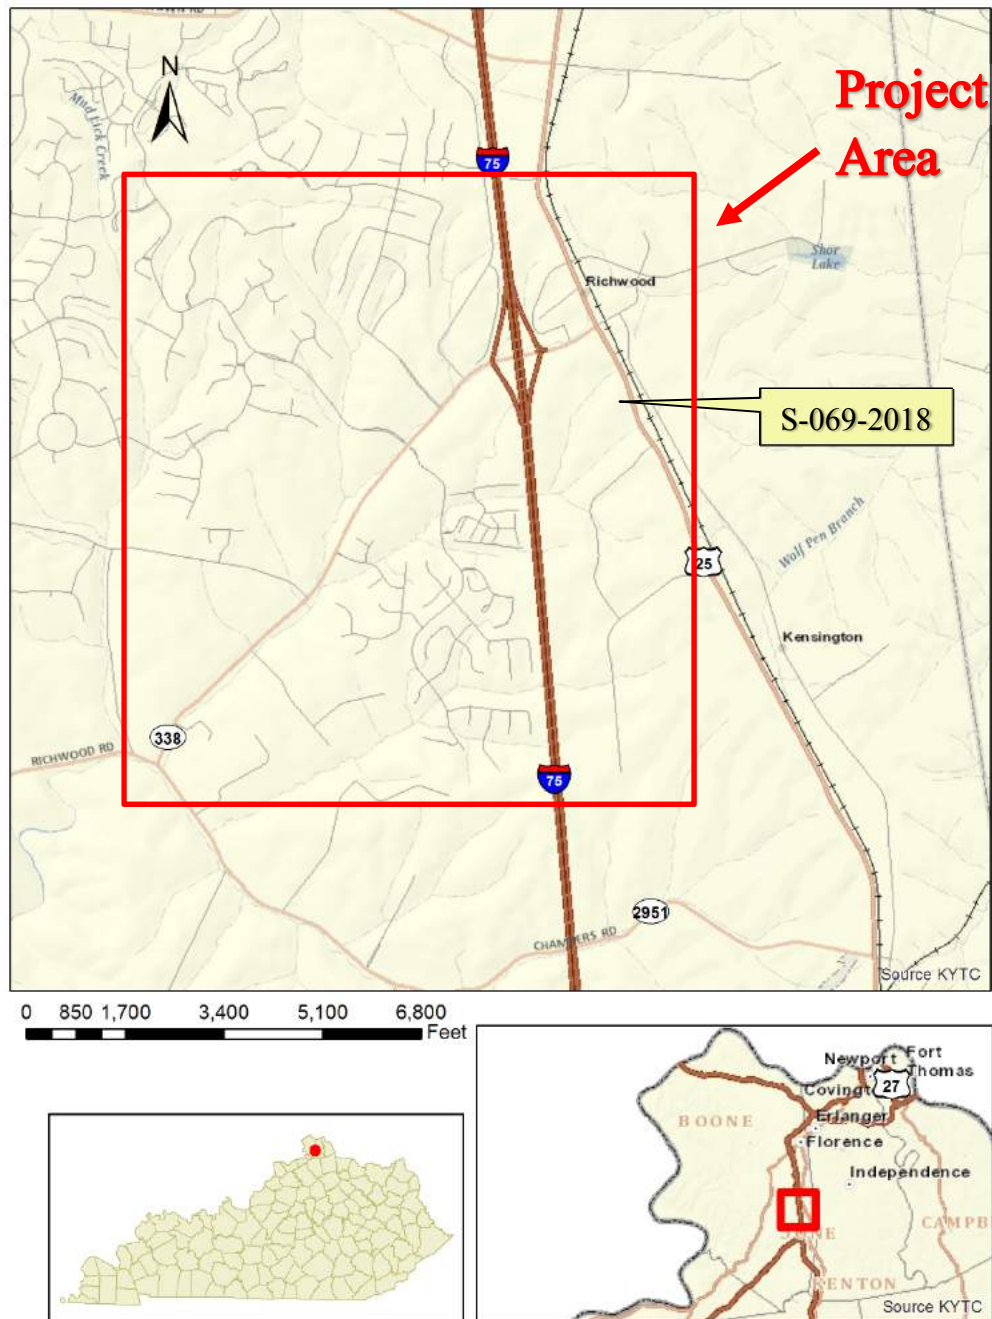 RD
N
Mud Lick Creek
75
Project
Area
Shor
Lake
Richwood
S-069-2018
Wolf Pen Branch
25
Kensington
338
RICHWOOD RD
75
2951
CHAMBERS RD
Source KYTC
0 850 1,700 3,400 5,100 6,800
Feet
Newport
Fort
Thomas
27
Covingt
BOONE
Erlanger
Florence
Independence
CAMPB
KENTON
Source KYTC